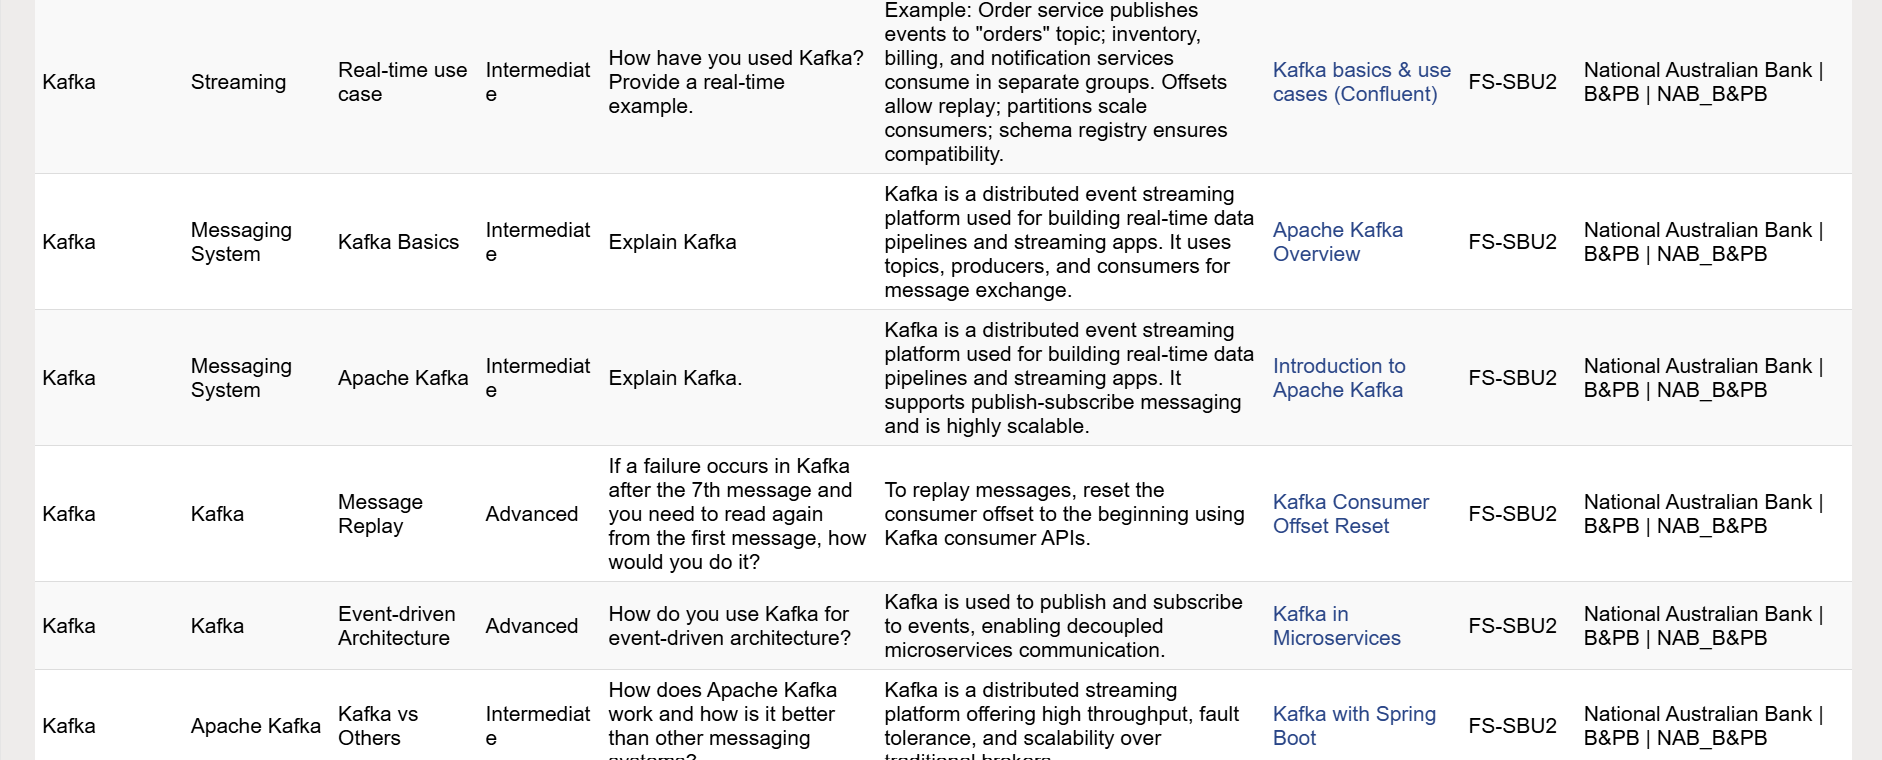 Kafka
Streaming
Real-time use
case
Intermediat
e
How have you used Kafka?
Provide a real-time
example.
Example: Order service publishes
events to "orders" topic; inventory,
billing, and notification services
consume in separate groups. Offsets
allow replay; partitions scale
consumers; schema registry ensures
compatibility.
Kafka basics & use
cases (Confluent)
FS-SBU2
National Australian Bank |
B&PB | NAB_B&PB
Kafka
Messaging
System
Kafka Basics
Intermediat
e
Explain Kafka
Kafka is a distributed event streaming
platform used for building real-time data
pipelines and streaming apps. It uses
topics, producers, and consumers for
message exchange.
Apache Kafka
Overview
FS-SBU2
National Australian Bank |
B&PB | NAB_B&PB
Kafka
Messaging
System
Apache Kafka
Intermediat
e
Explain Kafka.
Kafka is a distributed event streaming
platform used for building real-time data
pipelines and streaming apps. It
supports publish-subscribe messaging
and is highly scalable.
Introduction to
Apache Kafka
FS-SBU2
National Australian Bank |
B&PB | NAB_B&PB
Kafka
Kafka
Message
Replay
Advanced
If a failure occurs in Kafka
after the 7th message and
you need to read again
from the first message, how
would you do it?
To replay messages, reset the
consumer offset to the beginning using
Kafka consumer APIs.
Kafka Consumer
Offset Reset
FS-SBU2
National Australian Bank |
B&PB | NAB_B&PB
Kafka
Kafka
Event-driven
Architecture
Advanced
How do you use Kafka for
event-driven architecture?
Kafka is used to publish and subscribe
to events, enabling decoupled
microservices communication.
Kafka in
Microservices
FS-SBU2
National Australian Bank |
B&PB | NAB_B&PB
Kafka
Apache Kafka
Kafka vs
Others
Intermediat
e
How does Apache Kafka
work and how is it better
than other messaging
systems?
Kafka is a distributed streaming
platform offering high throughput, fault
tolerance, and scalability over
traditional brokers
Kafka with Spring
Boot
FS-SBU2
National Australian Bank |
B&PB | NAB_B&PB